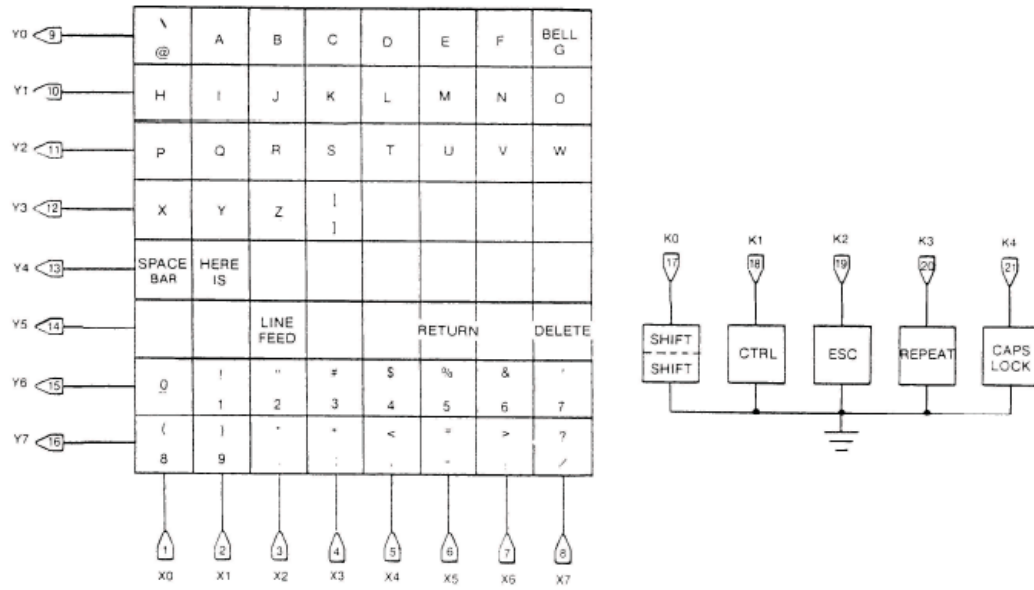 Y0 9 \ A B C D E F BELL
@ G
Y1 10 H I J K L M N O
Y2 11 P Q R S T U V W
Y3 12 X Y Z [
]
Y4 13 SPACE HERE
BAR IS
Y5 14 LINE RETURN DELETE
FEED
Y6 15 0 ! " # $ % & '
1 2 3 4 5 6 7
Y7 16 ( ) * < = > ?
8 9 : , - . /
1 2 3 4 5 6 7 8
X0 X1 X2 X3 X4 X5 X6 X7
K0 K1 K2 K3 K4
17 18 19 20 21
SHIFT CTRL ESC REPEAT CAPS
SHIFT LOCK